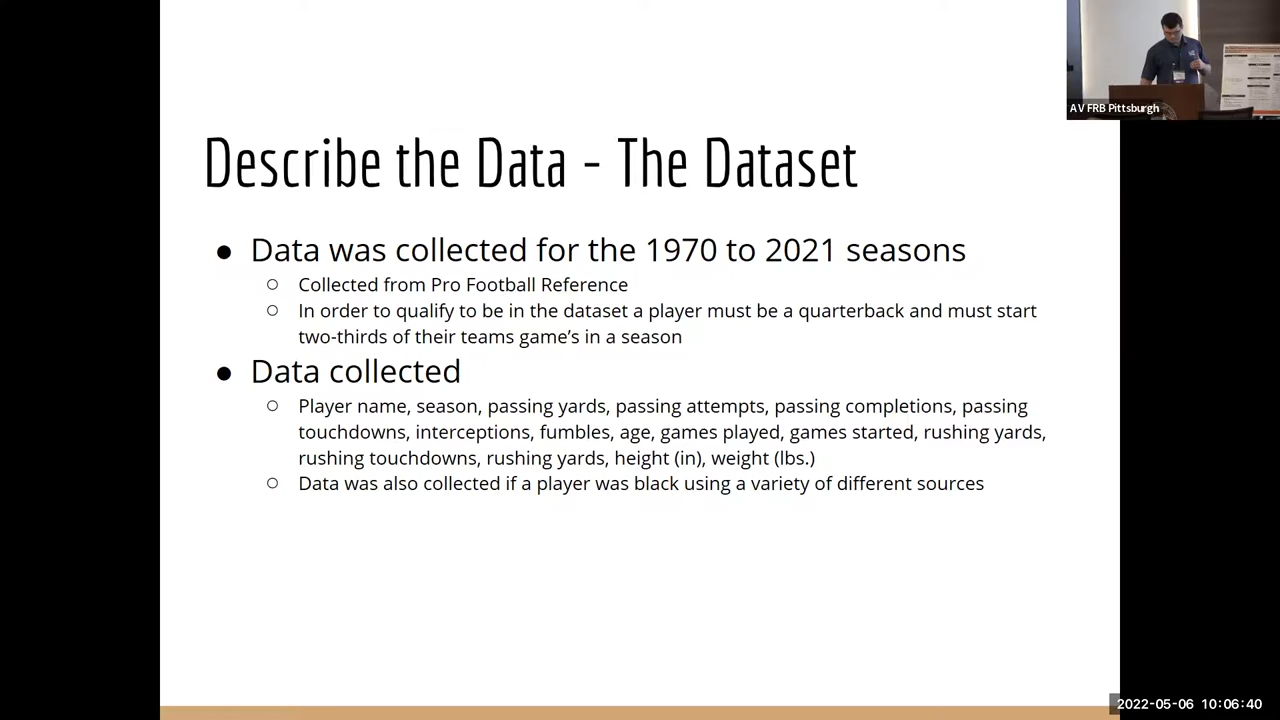 Describe the Data - The Dataset
● Data was collected for the 1970 to 2021 seasons
○ Collected from Pro Football Reference
○ In order to qualify to be in the dataset a player must be a quarterback and must start
two-thirds of their teams game's in a season
● Data collected
○ Player name, season, passing yards, passing attempts, passing completions, passing
touchdowns, interceptions, fumbles, age, games played, games started, rushing yards,
rushing touchdowns, rushing yards, height (in), weight (lbs.)
○ Data was also collected if a player was black using a variety of different sources
AV FRB Pittsburgh
2022-05-06 10:06:40